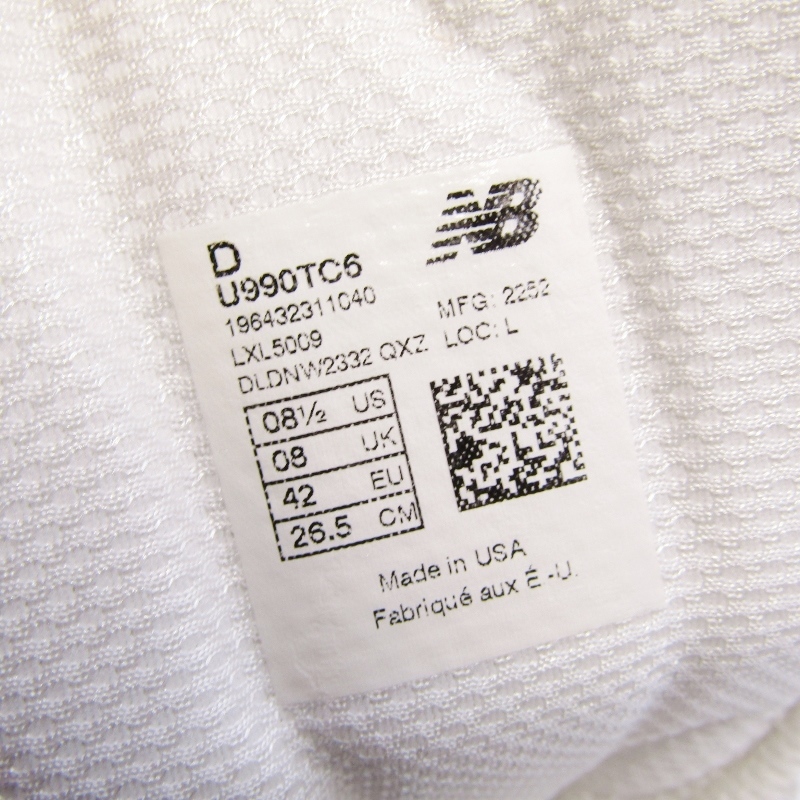 D
NB
U990TC6
196432311040
MFG: 2252
LXL5009
LOC: L
DLDNW2332 QXZ
08½ US
08 UK
42 EU
26.5 CM
Made in USA
Fabriqué aux É -U.